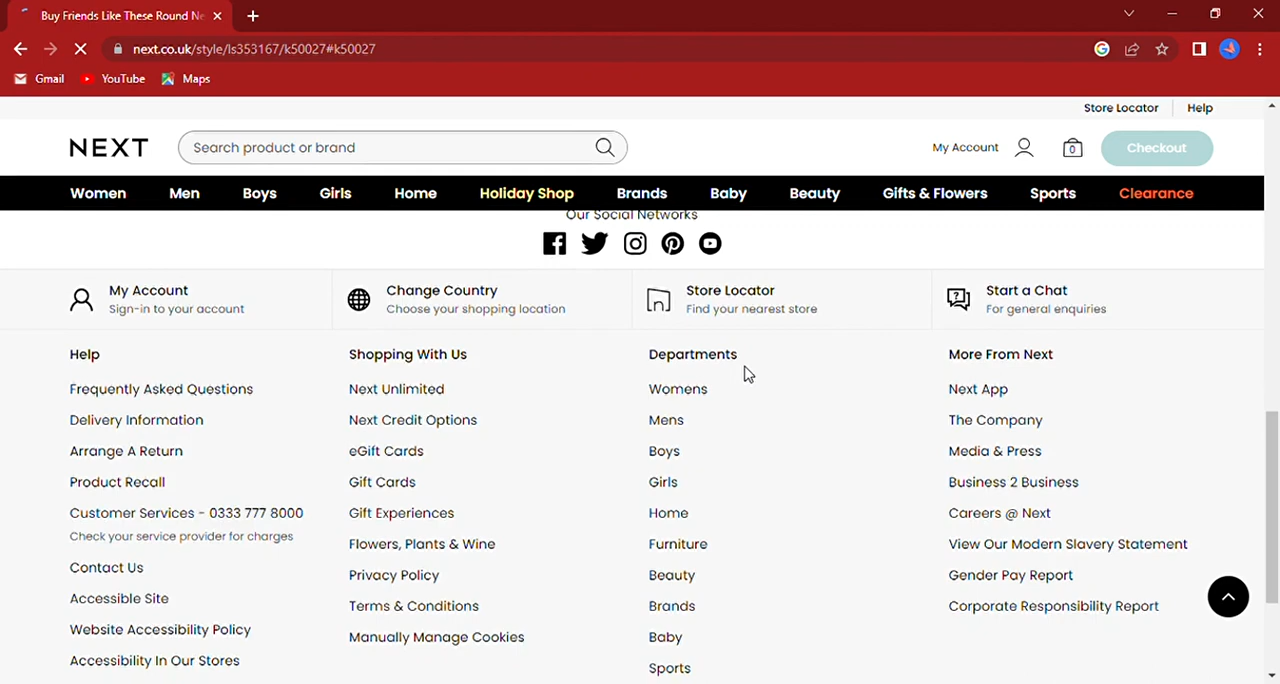 Buy Friends Like These Round Ne
next.co.uk/style/ls353167/k50027#k50027
Gmail YouTube Maps
Store Locator Help
NEXT Search product or brand My Account 0 Checkout
Women Men Boys Girls Home Holiday Shop Brands Baby Beauty Gifts & Flowers Sports Clearance
Our Social Networks
My Account
Sign-in to your account
Change Country
Choose your shopping location
Store Locator
Find your nearest store
Start a Chat
For general enquiries
Help
Frequently Asked Questions
Delivery Information
Arrange A Return
Product Recall
Customer Services - 0333 777 8000
Check your service provider for charges
Contact Us
Accessible Site
Website Accessibility Policy
Accessibility In Our Stores
Shopping With Us
Next Unlimited
Next Credit Options
eGift Cards
Gift Cards
Gift Experiences
Flowers, Plants & Wine
Privacy Policy
Terms & Conditions
Manually Manage Cookies
Departments
Womens
Mens
Boys
Girls
Home
Furniture
Beauty
Brands
Baby
Sports
More From Next
Next App
The Company
Media & Press
Business 2 Business
Careers @ Next
View Our Modern Slavery Statement
Gender Pay Report
Corporate Responsibility Report